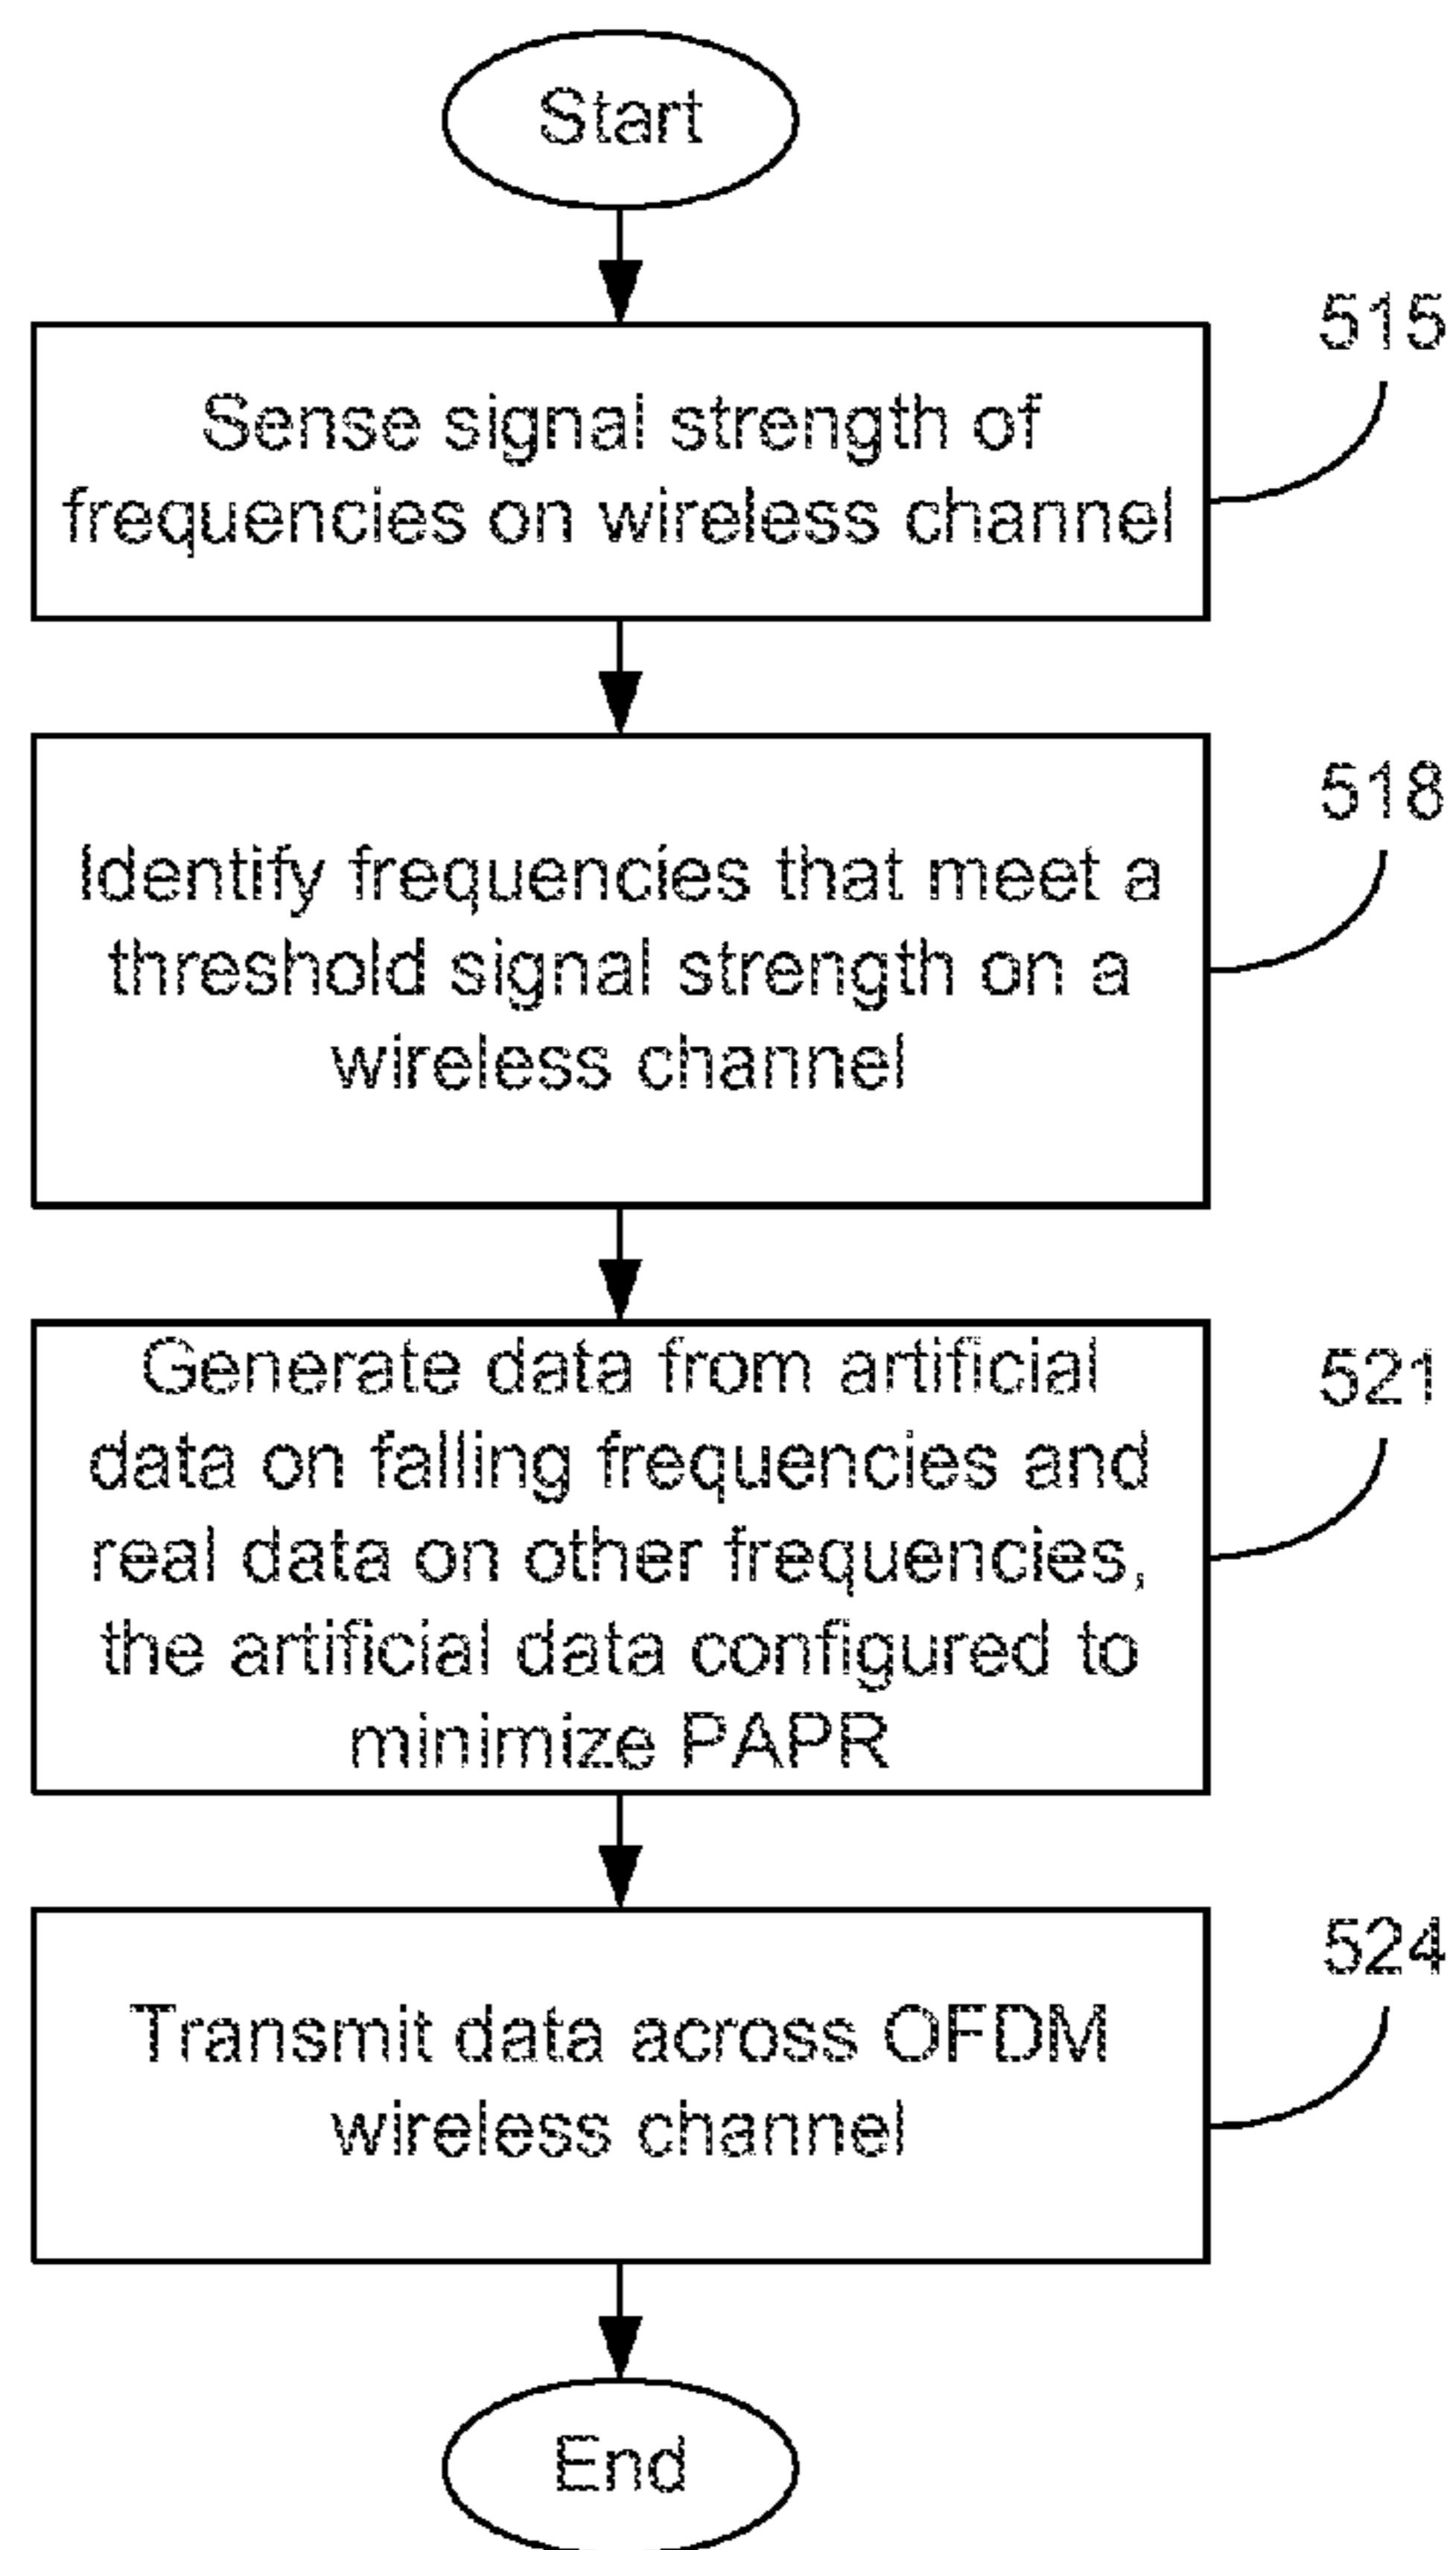 Start
515
Sense signal strength of
frequencies on wireless channel
518
Identify frequencies that meet a
threshold signal strength on a
wireless channel
521
Generate data from artificial
data on falling frequencies and
real data on other frequencies,
the artificial data configured to
minimize PAPR
524
Transmit data across OFDM
wireless channel
End